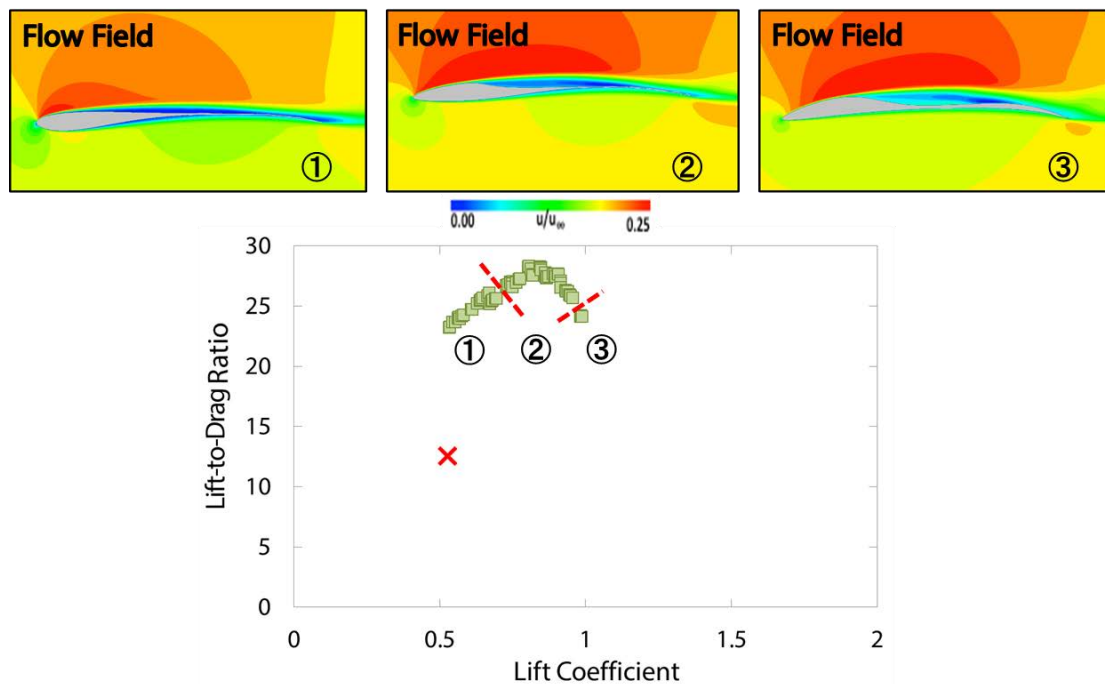 Flow Field
①
Flow Field
②
Flow Field
③
0.00 u/u∞ 0.25
Lift-to-Drag Ratio
30
25
20
15
10
5
0
① ② ③
0 0.5 1 1.5 2
Lift Coefficient